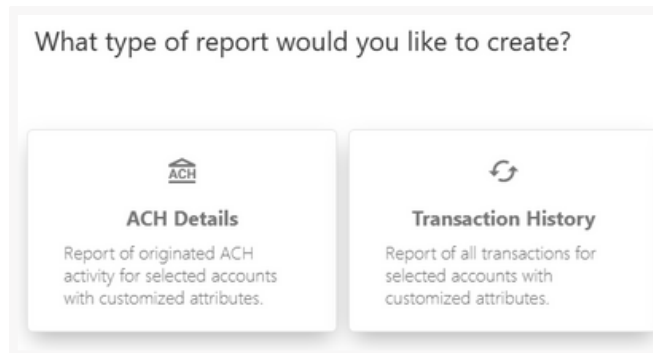 What type of report would you like to create?
ACH
ACH Details
Report of originated ACH
activity for selected accounts
with customized attributes.
Transaction History
Report of all transactions for
selected accounts with
customized attributes.